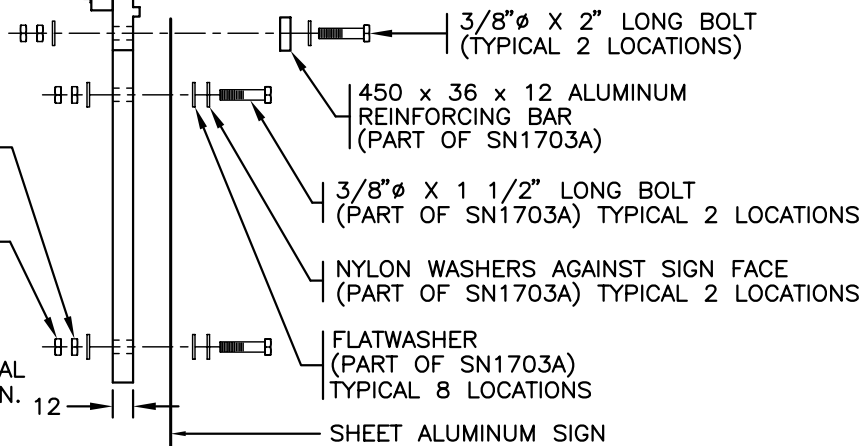 3/8"ø X 2" LONG BOLT
(TYPICAL 2 LOCATIONS)
450 x 36 x 12 ALUMINUM
REINFORCING BAR
(PART OF SN1703A)
3/8"ø X 1 1/2" LONG BOLT
(PART OF SN1703A) TYPICAL 2 LOCATIONS
NYLON WASHERS AGAINST SIGN FACE
(PART OF SN1703A) TYPICAL 2 LOCATIONS
FLATWASHER
(PART OF SN1703A)
TYPICAL 8 LOCATIONS
AL
N.
12
SHEET ALUMINUM SIGN